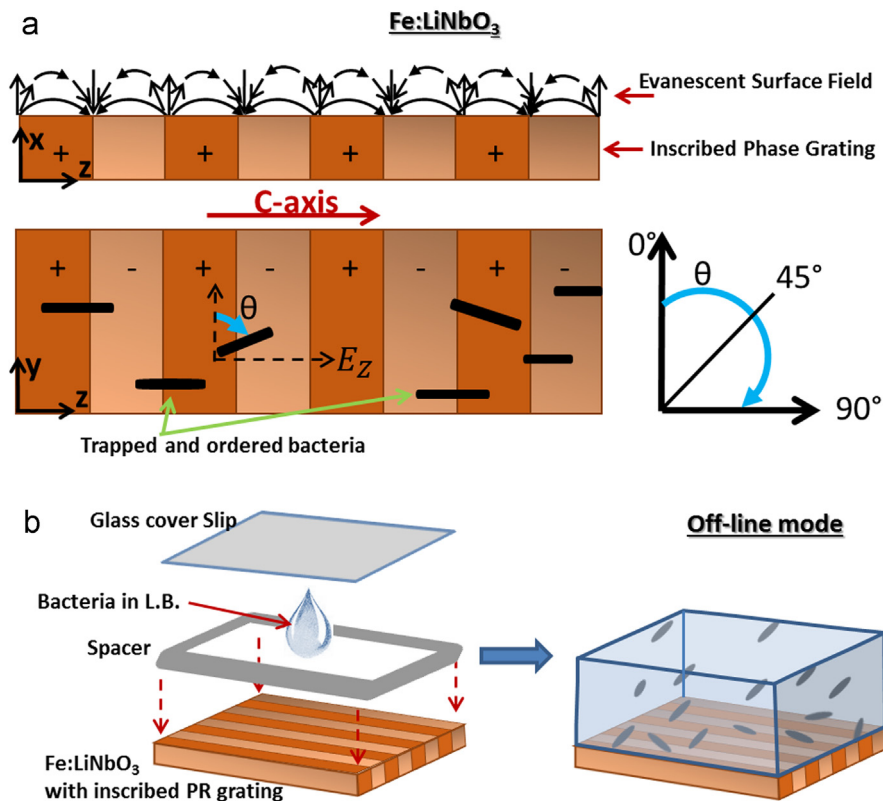 a
Fe:LiNbO3
Evanescent Surface Field
x
z
+ + + +
Inscribed Phase Grating
C-axis
+ - + - + - + -
θ
E_Z
y
z
0°
θ
45°
90°
Trapped and ordered bacteria
b
Glass cover Slip
Off-line mode
Bacteria in L.B.
Spacer
Fe:LiNbO3
with inscribed PR grating